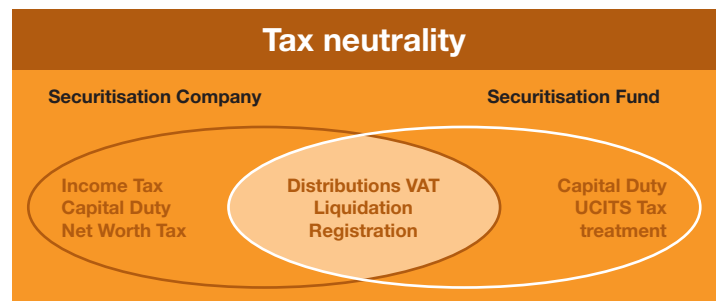 Tax neutrality
Securitisation Company
Securitisation Fund
Income Tax
Capital Duty
Net Worth Tax
Distributions VAT
Liquidation
Registration
Capital Duty
UCITS Tax
treatment